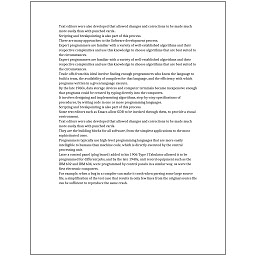 Text editors were also developed that allowed changes and corrections to be made much
more easily than with punched cards.
Scripting and breakpointing is also part of this process.
There are many approaches to the Software development process.
Expert programmers are familiar with a variety of well-established algorithms and their
respective complexities and use this knowledge to choose algorithms that are best suited to
the circumstances.
Expert programmers are familiar with a variety of well-established algorithms and their
respective complexities and use this knowledge to choose algorithms that are best suited to
the circumstances.
Trade-offs from this ideal involve finding enough programmers who know the language to
build a team, the availability of compilers for that language, and the efficiency with which
programs written in a given language execute.
By the late 1960s, data storage devices and computer terminals became inexpensive enough
that programs could be created by typing directly into the computers.
It involves designing and implementing algorithms, step-by-step specifications of
procedures, by writing code in one or more programming languages.
Scripting and breakpointing is also part of this process.
Some text editors such as Emacs allow GDB to be invoked through them, to provide a visual
environment.
Text editors were also developed that allowed changes and corrections to be made much
more easily than with punched cards.
They are the building blocks for all software, from the simplest applications to the most
sophisticated ones.
Programmers typically use high-level programming languages that are more easily
intelligible to humans than machine code, which is directly executed by the central
processing unit.
Later a control panel (plug board) added to his 1906 Type I Tabulator allowed it to be
programmed for different jobs, and by the late 1940s, unit record equipment such as the
IBM 602 and IBM 604, were programmed by control panels in a similar way, as were the
first electronic computers.
For example, when a bug in a compiler can make it crash when parsing some large source
file, a simplification of the test case that results in only few lines from the original source file
can be sufficient to reproduce the same crash.